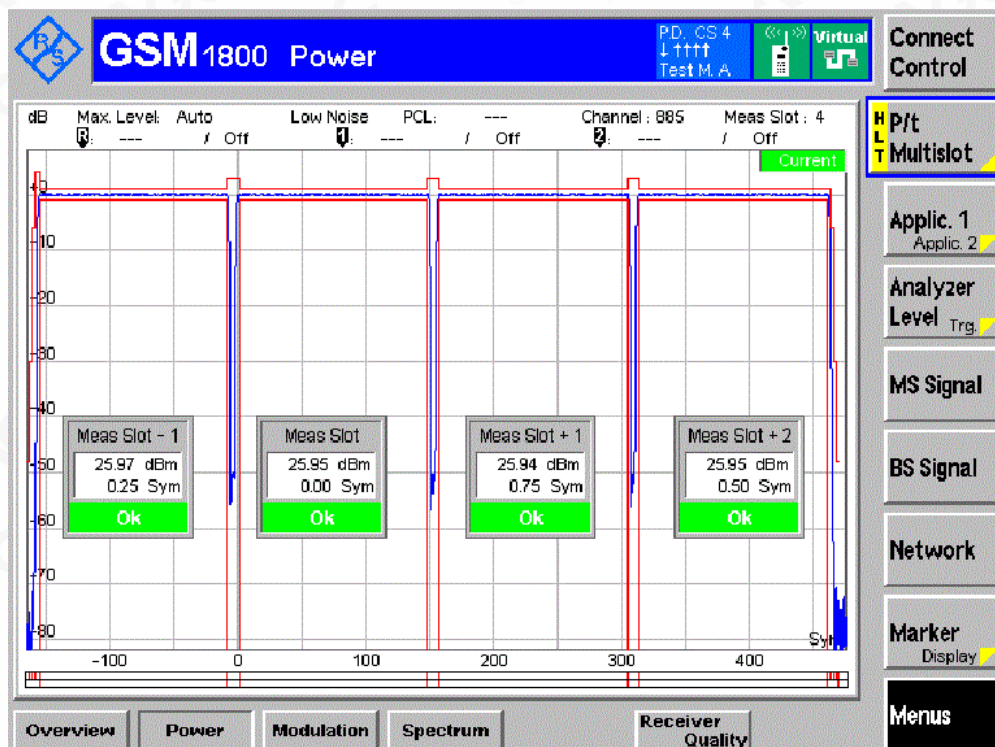 R/S
GSM 1800 Power
PD. CS 4
↓ ↑↑↑↑
Test M. A
Virtual
Connect
Control
dB Max. Level: Auto Low Noise PCL: --- Channel : 885 Meas Slot : 4
R: --- / Off 1: --- / Off 2: --- / Off
Current
HLT
P/t
Multislot
Applic. 1
Applic. 2
Analyzer
Level Trg.
MS Signal
BS Signal
Network
Marker
Display
Menus
+0
-10
-20
-30
-40
-50
-60
-70
-80
Meas Slot - 1
25.97 dBm
0.25 Sym
Ok
Meas Slot
25.95 dBm
0.00 Sym
Ok
Meas Slot + 1
25.94 dBm
0.75 Sym
Ok
Meas Slot + 2
25.95 dBm
0.50 Sym
Ok
-100 0 100 200 300 400
Overview Power Modulation Spectrum Receiver
Quality